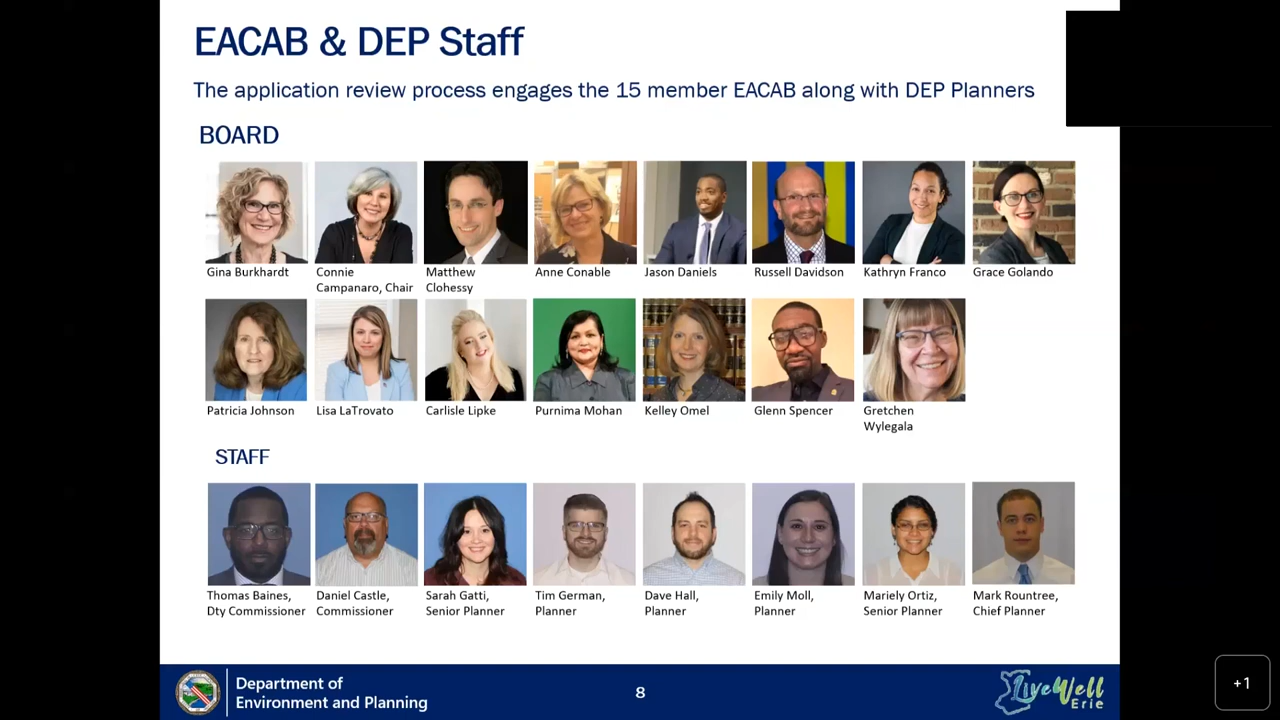 EACAB & DEP Staff
The application review process engages the 15 member EACAB along with DEP Planners
BOARD
Gina Burkhardt
Connie
Campanaro, Chair
Matthew
Clohessy
Anne Conable
Jason Daniels
Russell Davidson
Kathryn Franco
Grace Golando
Patricia Johnson
Lisa LaTrovato
Carlisle Lipke
Purnima Mohan
Kelley Omel
Glenn Spencer
Gretchen
Wylegala
STAFF
Thomas Baines,
Dty Commissioner
Daniel Castle,
Commissioner
Sarah Gatti,
Senior Planner
Tim German,
Planner
Dave Hall,
Planner
Emily Moll,
Planner
Mariely Ortiz,
Senior Planner
Mark Rountree,
Chief Planner
Department of
Environment and Planning
8
LiveWell
Erie
+1